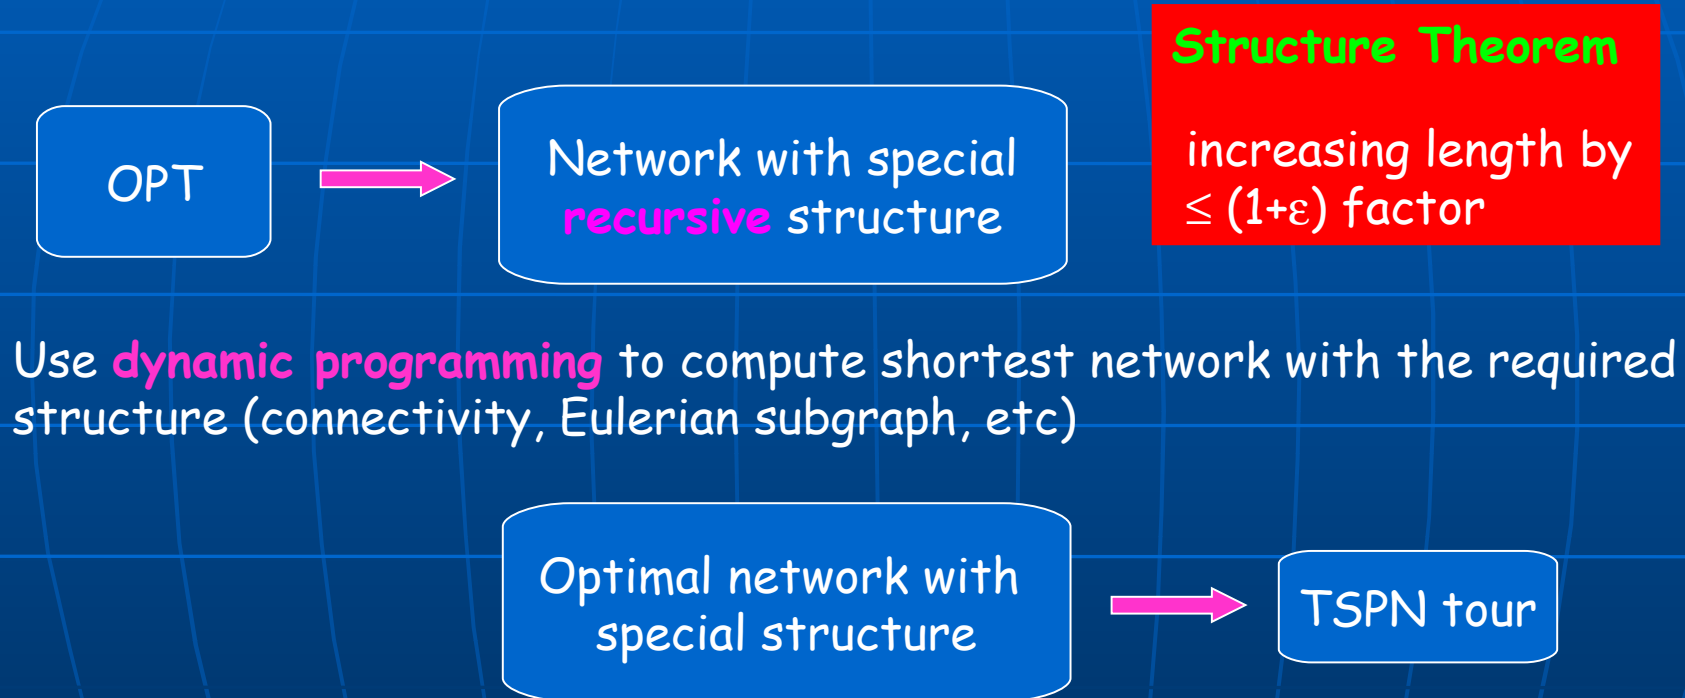 Structure Theorem
increasing length by
≤ (1+ε) factor
OPT
Network with special
recursive structure
Use dynamic programming to compute shortest network with the required
structure (connectivity, Eulerian subgraph, etc)
Optimal network with
special structure
TSPN tour